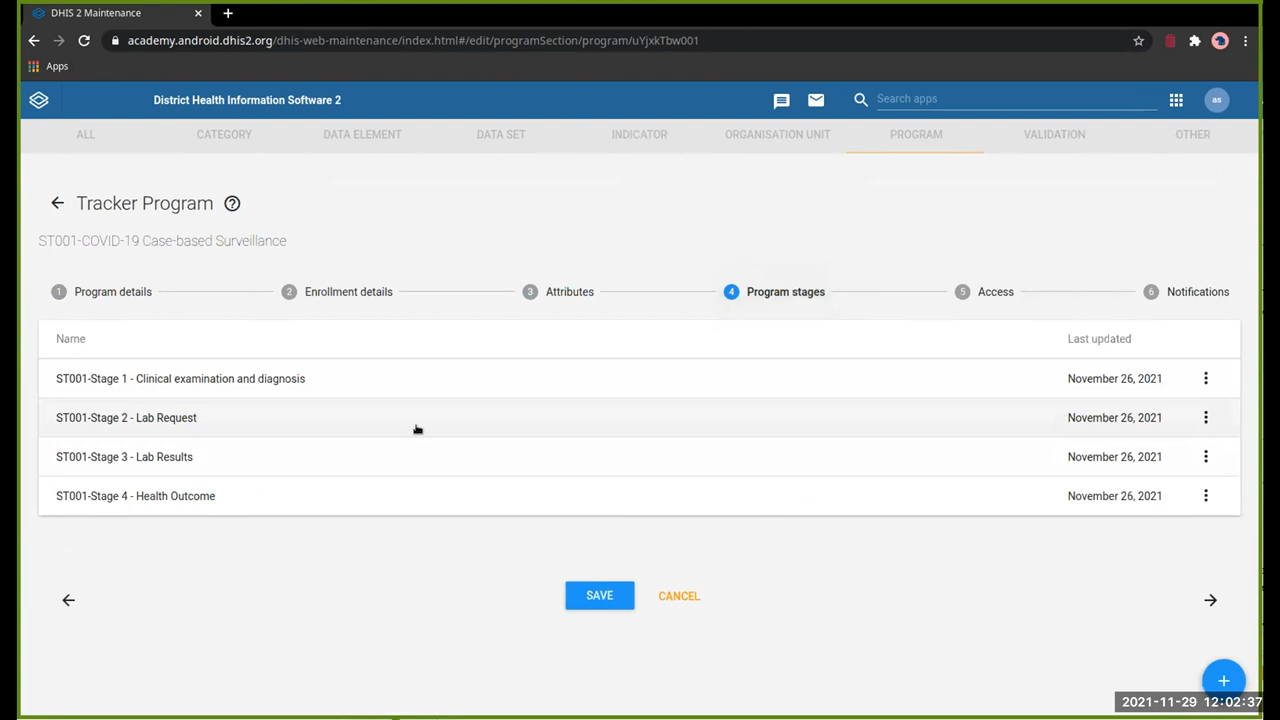 DHIS 2 Maintenance
academy.android.dhis2.org/dhis-web-maintenance/index.html#/edit/programSection/program/uYjxkTbw001
Apps
District Health Information Software 2
Search apps
as
ALL CATEGORY DATA ELEMENT DATA SET INDICATOR ORGANISATION UNIT PROGRAM VALIDATION OTHER
Tracker Program
ST001-COVID-19 Case-based Surveillance
1 Program details 2 Enrollment details 3 Attributes 4 Program stages 5 Access 6 Notifications
Name Last updated
ST001-Stage 1 - Clinical examination and diagnosis November 26, 2021
ST001-Stage 2 - Lab Request November 26, 2021
ST001-Stage 3 - Lab Results November 26, 2021
ST001-Stage 4 - Health Outcome November 26, 2021
SAVE CANCEL
2021-11-29 12:02:37